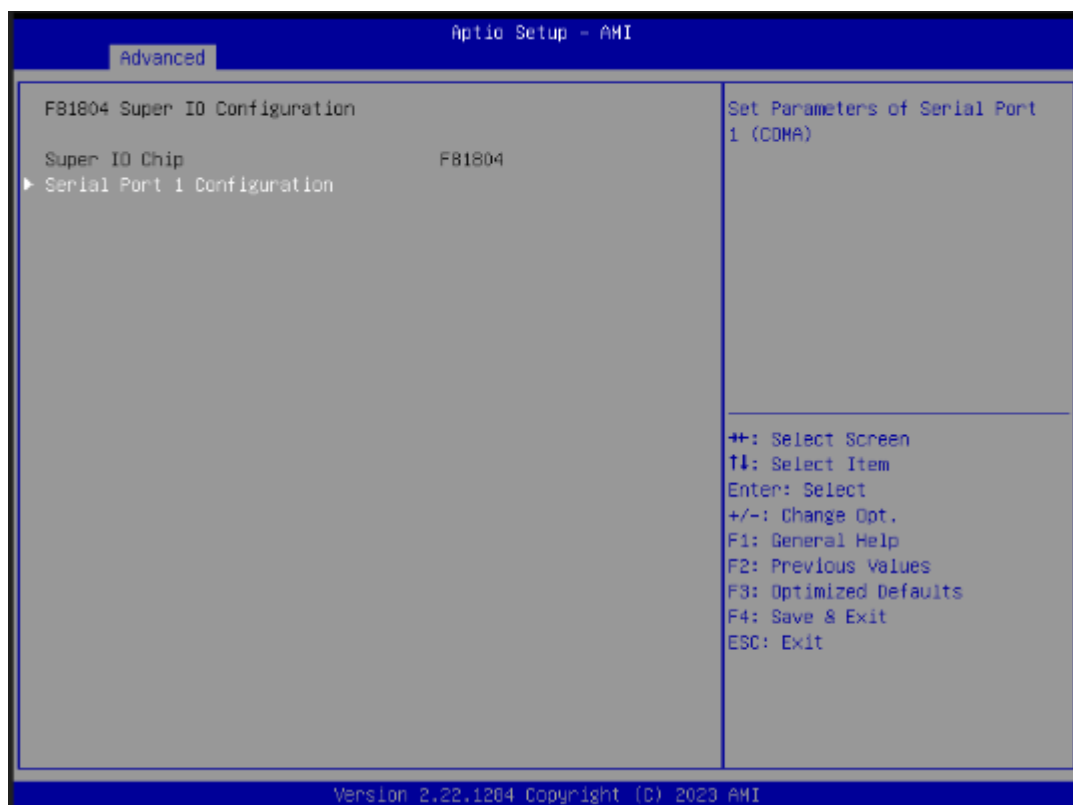 Aptio Setup - AMI
Advanced
F81804 Super IO Configuration
Super IO Chip F81804
Serial Port 1 Configuration
Set Parameters of Serial Port
1 (COMA)
→←: Select Screen
↑↓: Select Item
Enter: Select
+/-: Change Opt.
F1: General Help
F2: Previous Values
F3: Optimized Defaults
F4: Save & Exit
ESC: Exit
Version 2.22.1284 Copyright (C) 2023 AMI